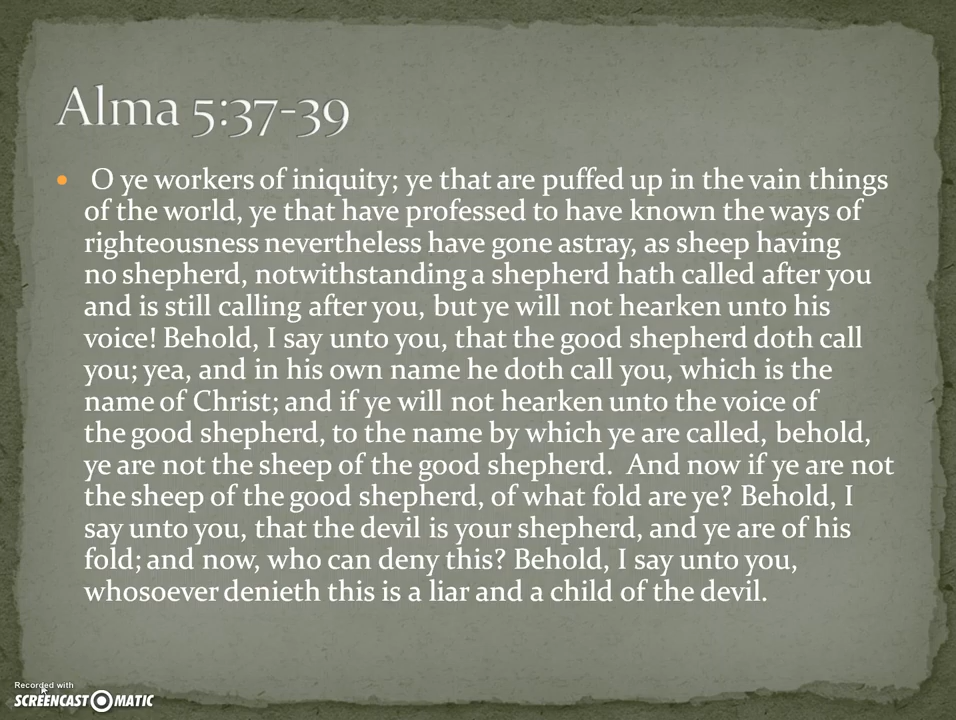 Alma 5:37-39
O ye workers of iniquity; ye that are puffed up in the vain things
of the world, ye that have professed to have known the ways of
righteousness nevertheless have gone astray, as sheep having
no shepherd, notwithstanding a shepherd hath called after you
and is still calling after you, but ye will not hearken unto his
voice! Behold, I say unto you, that the good shepherd doth call
you; yea, and in his own name he doth call you, which is the
name of Christ; and if ye will not hearken unto the voice of
the good shepherd, to the name by which ye are called, behold,
ye are not the sheep of the good shepherd. And now if ye are not
the sheep of the good shepherd, of what fold are ye? Behold, I
say unto you, that the devil is your shepherd, and ye are of his
fold; and now, who can deny this? Behold, I say unto you,
whosoever denieth this is a liar and a child of the devil.
Recorded with
SCREENCAST MATIC